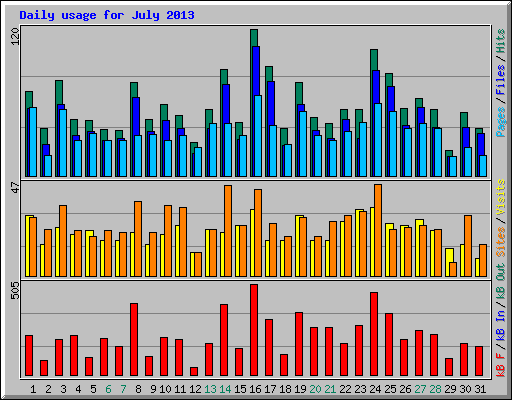 Daily usage for July 2013
120
Pages / Files / Hits
47
Sites / Visits
505
kB F / kB In / kB Out
1 2 3 4 5 6 7 8 9 10 11 12 13 14 15 16 17 18 19 20 21 22 23 24 25 26 27 28 29 30 31